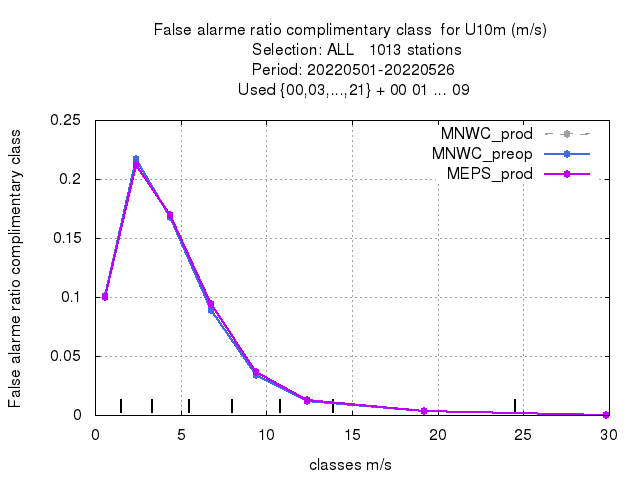 False alarme ratio complimentary class  for U10m (m/s)
Selection: ALL   1013 stations
Period: 20220501-20220526
Used {00,03,...,21} + 00 01 ... 09
False alarme ratio complimentary class
0.25
0.2
0.15
0.1
0.05
0
MNWC_prod
MNWC_preop
MEPS_prod
0 5 10 15 20 25 30
classes m/s